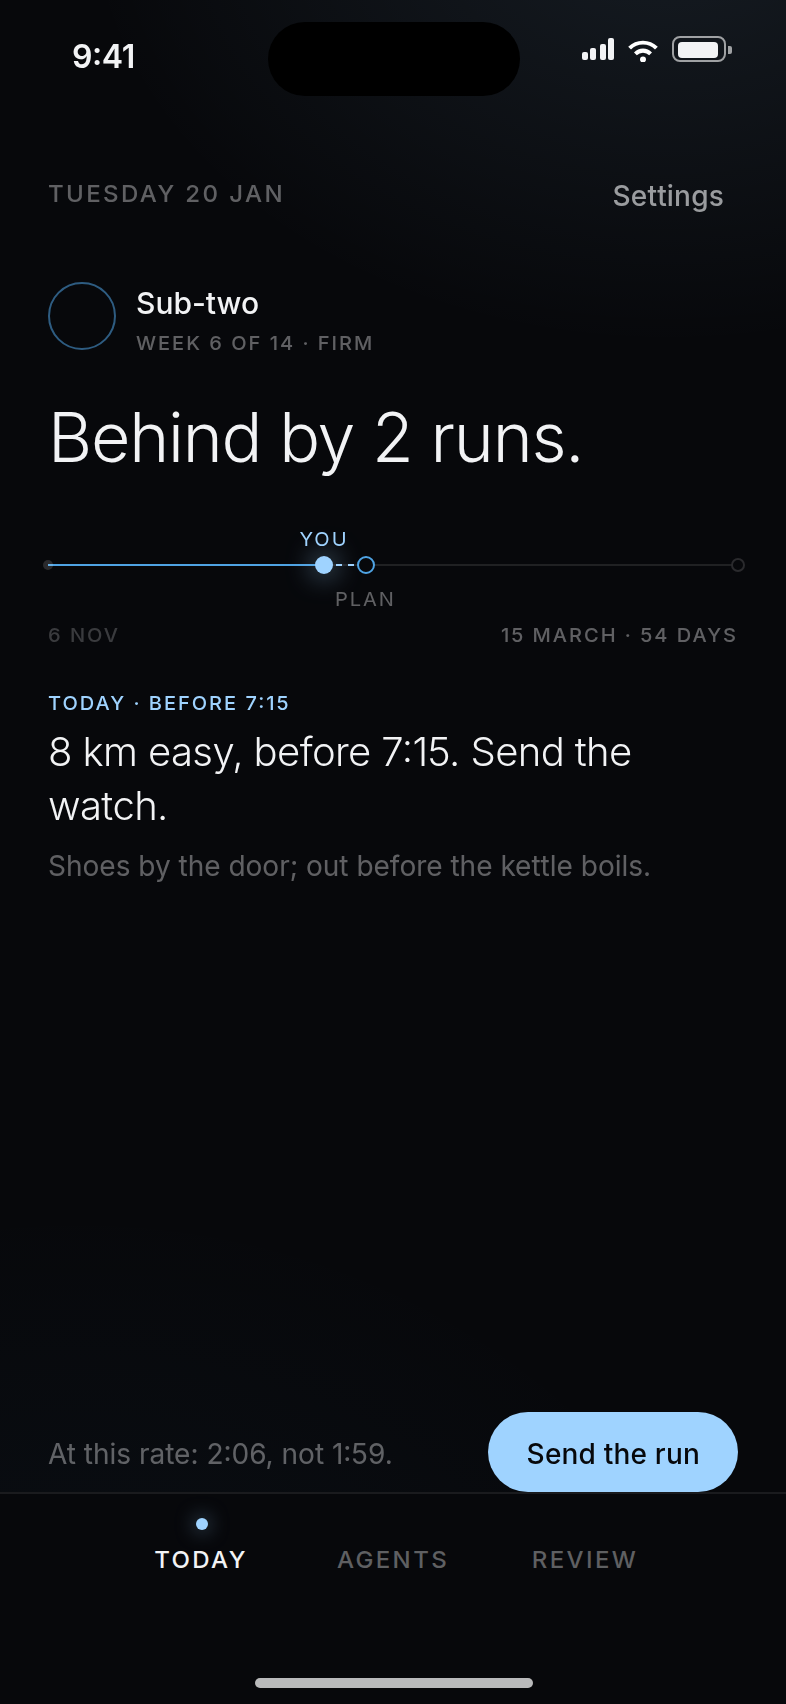 9:41
TUESDAY 20 JAN
Settings
Sub-two
WEEK 6 OF 14 · FIRM
Behind by 2 runs.
YOU
PLAN
6 NOV
15 MARCH · 54 DAYS
TODAY · BEFORE 7:15
8 km easy, before 7:15. Send the
watch.
Shoes by the door; out before the kettle boils.
At this rate: 2:06, not 1:59.
Send the run
TODAY
AGENTS
REVIEW